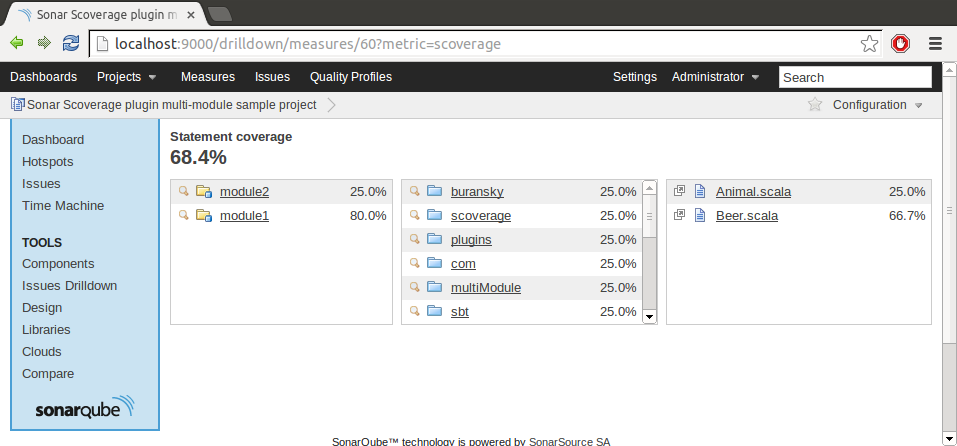 Sonar Scoverage plugin m
localhost:9000/drilldown/measures/60?metric=scoverage
Dashboards Projects Measures Issues Quality Profiles Settings Administrator Search
Sonar Scoverage plugin multi-module sample project Configuration
Dashboard
Hotspots
Issues
Time Machine
TOOLS
Components
Issues Drilldown
Design
Libraries
Clouds
Compare
sonarqube
Statement coverage
68.4%
module2 25.0%
module1 80.0%
buransky 25.0%
scoverage 25.0%
plugins 25.0%
com 25.0%
multiModule 25.0%
sbt 25.0%
Animal.scala 25.0%
Beer.scala 66.7%
SonarQube™ technology is powered by SonarSource SA